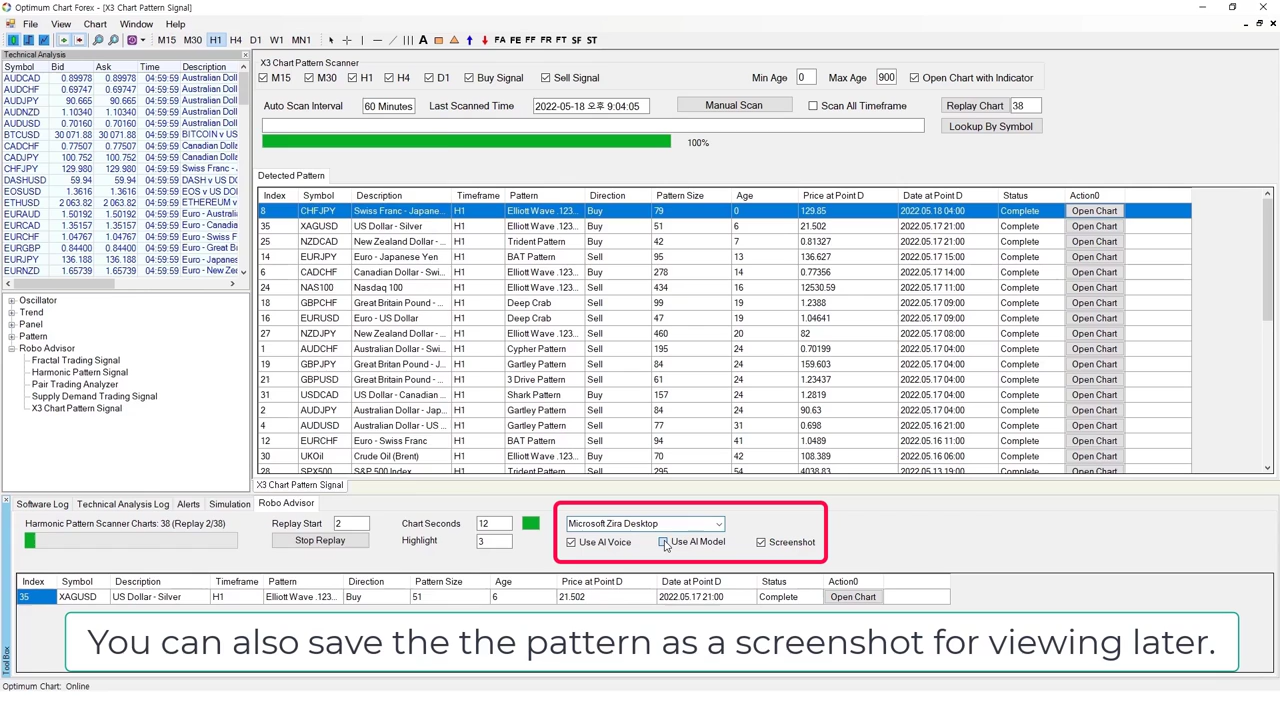 Optimum Chart Forex - [X3 Chart Pattern Signal]
File View Chart Window Help
M15 M30 H1 H4 D1 W1 MN1 A FA FE FF FR FT SF ST
Technical Analysis
Symbol Bid Ask Time Description
AUDCAD 0.89978 0.89978 04:59:59 Australian Doll
AUDCHF 0.69747 0.69747 04:59:59 Australian Doll
AUDJPY 90.665 90.665 04:59:59 Australian Doll
AUDNZD 1.10340 1.10340 04:59:59 Australian Doll
AUDUSD 0.70160 0.70160 04:59:59 Australian Doll
BTCUSD 30 071.88 30 071.88 04:59:59 BITCOIN v US
CADCHF 0.77507 0.77507 04:59:59 Canadian Dolla
CADJPY 100.752 100.752 04:59:59 Canadian Dolla
CHFJPY 129.980 129.980 04:59:59 Swiss Franc -
DASHUSD 59.94 59.94 04:59:59 DASH v US D
EOSUSD 1.3616 1.3616 04:59:59 EOS v US Dol
ETHUSD 2 063.82 2 063.82 04:59:59 ETHEREUM v
EURAUD 1.50192 1.50192 04:59:59 Euro - Australi
EURCAD 1.35157 1.35157 04:59:59 Euro - Canadia
EURCHF 1.04767 1.04767 04:59:59 Euro - Swiss F
EURGBP 0.84400 0.84400 04:59:59 Euro - Great B
EURJPY 136.188 136.188 04:59:59 Euro - Japanes
EURNZD 1.65739 1.65739 04:59:59 Euro - New Ze
Oscillator
Trend
Panel
Pattern
Robo Advisor
Fractal Trading Signal
Harmonic Pattern Signal
Pair Trading Analyzer
Supply Demand Trading Signal
X3 Chart Pattern Signal
X3 Chart Pattern Scanner
M15 M30 H1 H4 D1 Buy Signal Sell Signal Min Age 0 Max Age 900 Open Chart with Indicator
Auto Scan Interval 60 Minutes Last Scanned Time 2022-05-18 오후 9:04:05 Manual Scan Scan All Timeframe Replay Chart 38
Lookup By Symbol
100%
Detected Pattern
Index Symbol Description Timeframe Pattern Direction Pattern Size Age Price at Point D Date at Point D Status Action0
8 CHFJPY Swiss Franc - Japane... H1 Elliott Wave .123... Buy 79 0 129.85 2022.05.18 04:00 Complete Open Chart
35 XAGUSD US Dollar - Silver H1 Elliott Wave .123... Buy 51 6 21.502 2022.05.17 21:00 Complete Open Chart
25 NZDCAD New Zealand Dollar -... H1 Trident Pattern Buy 42 7 0.81327 2022.05.17 21:00 Complete Open Chart
14 EURJPY Euro - Japanese Yen H1 BAT Pattern Sell 95 13 136.627 2022.05.17 15:00 Complete Open Chart
6 CADCHF Canadian Dollar - Swi... H1 Elliott Wave .123... Buy 278 14 0.77356 2022.05.17 14:00 Complete Open Chart
24 NAS100 Nasdaq 100 H1 Elliott Wave .123... Sell 434 16 12530.59 2022.05.17 11:00 Complete Open Chart
18 GBPCHF Great Britain Pound - ... H1 Deep Crab Sell 99 19 1.2388 2022.05.17 09:00 Complete Open Chart
16 EURUSD Euro - US Dollar H1 Deep Crab Sell 52 19 1.04641 2022.05.17 09:00 Complete Open Chart
27 NZDJPY New Zealand Dollar -... H1 Elliott Wave .123... Sell 460 20 82 2022.05.17 08:00 Complete Open Chart
1 AUDCHF Australian Dollar - Swi... H1 Cypher Pattern Sell 195 24 0.70199 2022.05.17 04:00 Complete Open Chart
19 GBPJPY Great Britan Pound - J... H1 Gartley Pattern Sell 84 24 159.603 2022.05.17 04:00 Complete Open Chart
21 GBPUSD Great Britain Pound - ... H1 3 Drive Pattern Sell 61 24 1.23437 2022.05.17 04:00 Complete Open Chart
31 USDCAD US Dollar - Canadian ... H1 Shark Pattern Buy 157 24 1.2819 2022.05.17 04:00 Complete Open Chart
2 AUDJPY Australian Dollar - Jap... H1 Gartley Pattern Sell 84 24 90.63 2022.05.17 04:00 Complete Open Chart
4 AUDUSD Australian Dollar - US ... H1 Gartley Pattern Sell 77 31 0.698 2022.05.16 21:00 Complete Open Chart
12 EURCHF Euro - Swiss Franc H1 BAT Pattern Sell 94 41 1.0489 2022.05.16 11:00 Complete Open Chart
30 UKOil Crude Oil (Brent) H1 Elliott Wave .123... Buy 70 42 108.389 2022.05.16 06:00 Complete Open Chart
28 SPX500 S&P 500 Index H1 Trident Pattern Sell 295 54 4038.83 2022.05.13 19:00 Complete Open Chart
X3 Chart Pattern Signal
Software Log Technical Analysis Log Alerts Simulation Robo Advisor
Harmonic Pattern Scanner Charts: 38 (Replay 2/38) Replay Start 2 Chart Seconds 12 Microsoft Zira Desktop
Stop Replay Highlight 3 Use AI Voice Use AI Model Screenshot
Index Symbol Description Timeframe Pattern Direction Pattern Size Age Price at Point D Date at Point D Status Action0
35 XAGUSD US Dollar - Silver H1 Elliott Wave .123... Buy 51 6 21.502 2022.05.17 21:00 Complete Open Chart
You can also save the the pattern as a screenshot for viewing later.
Tool Box
Optimum Chart: Online